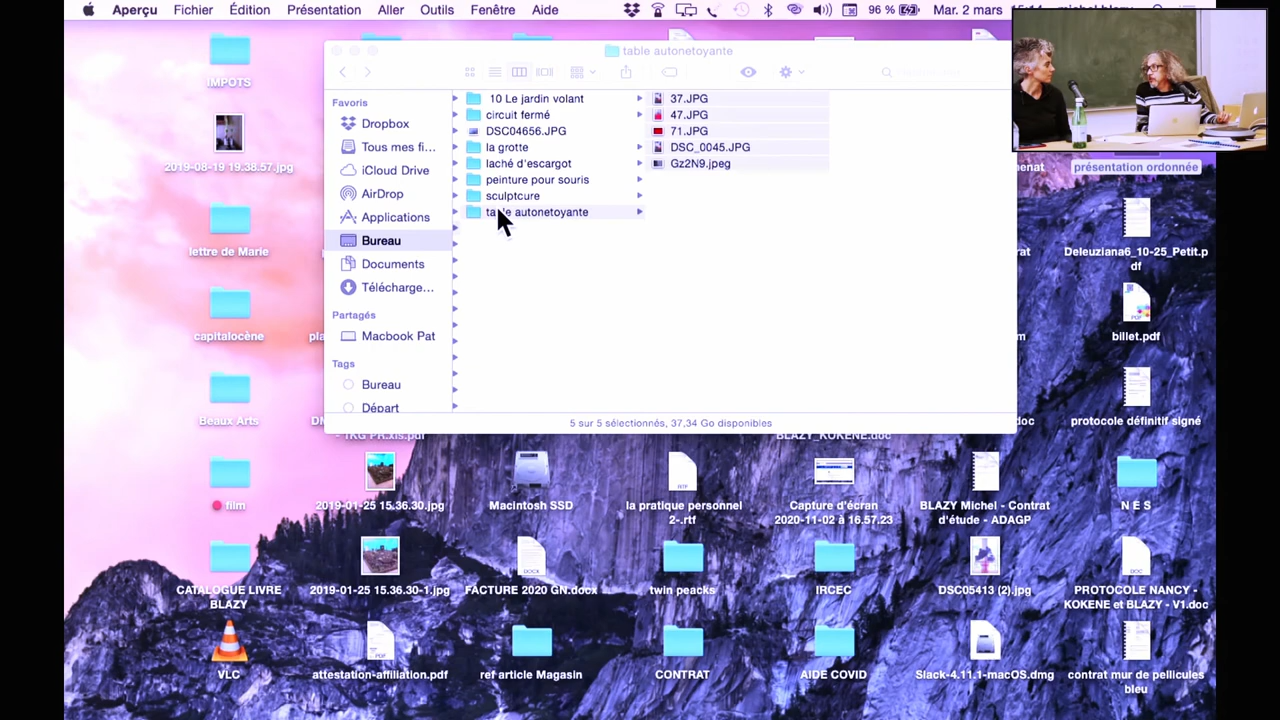 Aperçu Fichier Édition Présentation Aller Outils Fenêtre Aide 96 % Mar. 2 mars
table autonetoyante
Favoris
Dropbox
Tous mes fi...
iCloud Drive
AirDrop
Applications
Bureau
Documents
Télécharge...
Partagés
Macbook Pat
Tags
Bureau
Départ
10 Le jardin volant
circuit fermé
DSC04656.JPG
la grotte
laché d'escargot
peinture pour souris
sculptcure
table autonetoyante
37.JPG
47.JPG
71.JPG
DSC_0045.JPG
Gz2N9.jpeg
5 sur 5 sélectionnés, 37,34 Go disponibles
IMPOTS
2019-08-19 19.38.57.jpg
présentation ordonnée
lettre de Marie
Deleuziana6_10-25_Petit.p
df
capitalocène
billet.pdf
Beaux Arts
protocole définitif signé
- TKG PR.xls.pdf
BLAZY_KOKENE.doc
film
2019-01-25 15.36.30.jpg
Macintosh SSD
la pratique personnel
2-.rtf
Capture d'écran
2020-11-02 à 16.57.23
BLAZY Michel - Contrat
d'étude - ADAGP
N E S
CATALOGUE LIVRE
BLAZY
2019-01-25 15.36.30-1.jpg
FACTURE 2020 GN.docx
twin peacks
IRCEC
DSC05413 (2).jpg
PROTOCOLE NANCY -
KOKENE et BLAZY - V1.doc
VLC
attestation-affiliation.pdf
ref article Magasin
CONTRAT
AIDE COVID
Slack-4.11.1-macOS.dmg
contrat mur de pellicules
bleu